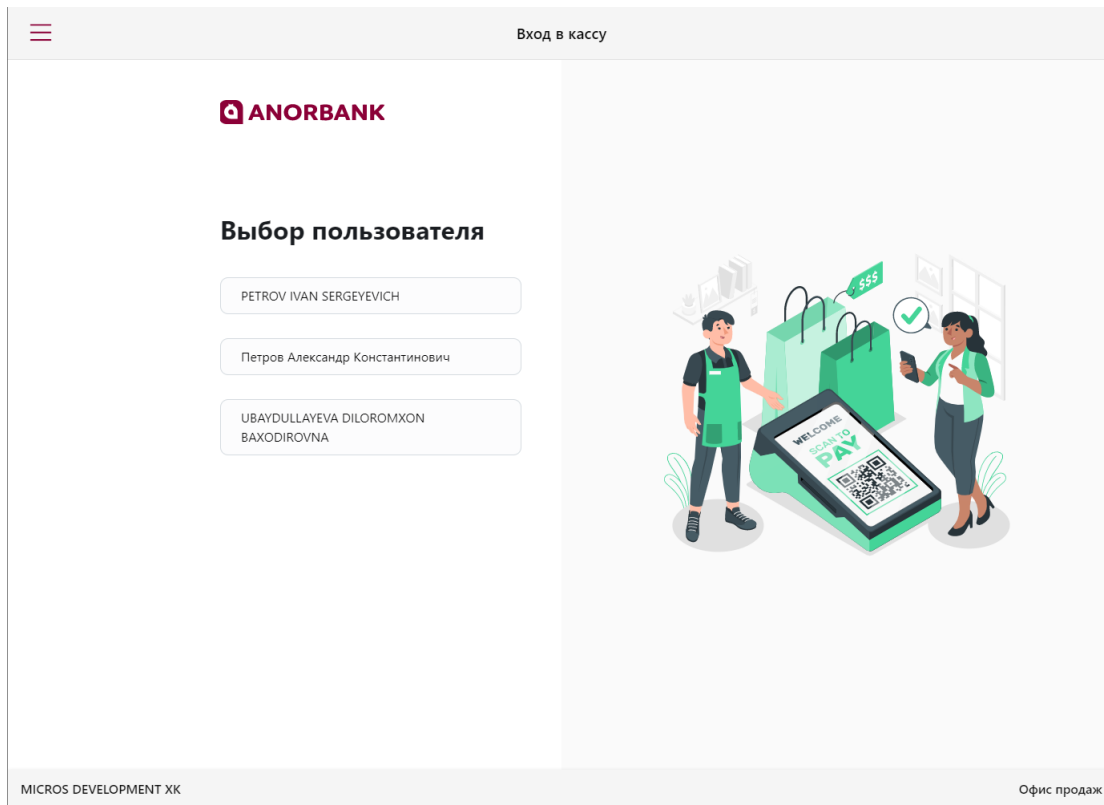 Вход в кассу
ANORBANK
Выбор пользователя
PETROV IVAN SERGEYEVICH
Петров Александр Константинович
UBAYDULLAYEVA DILOROMXON
BAXODIROVNA
$$$
WELCOME
SCAN TO
PAY
MICROS DEVELOPMENT XK
Офис продаж